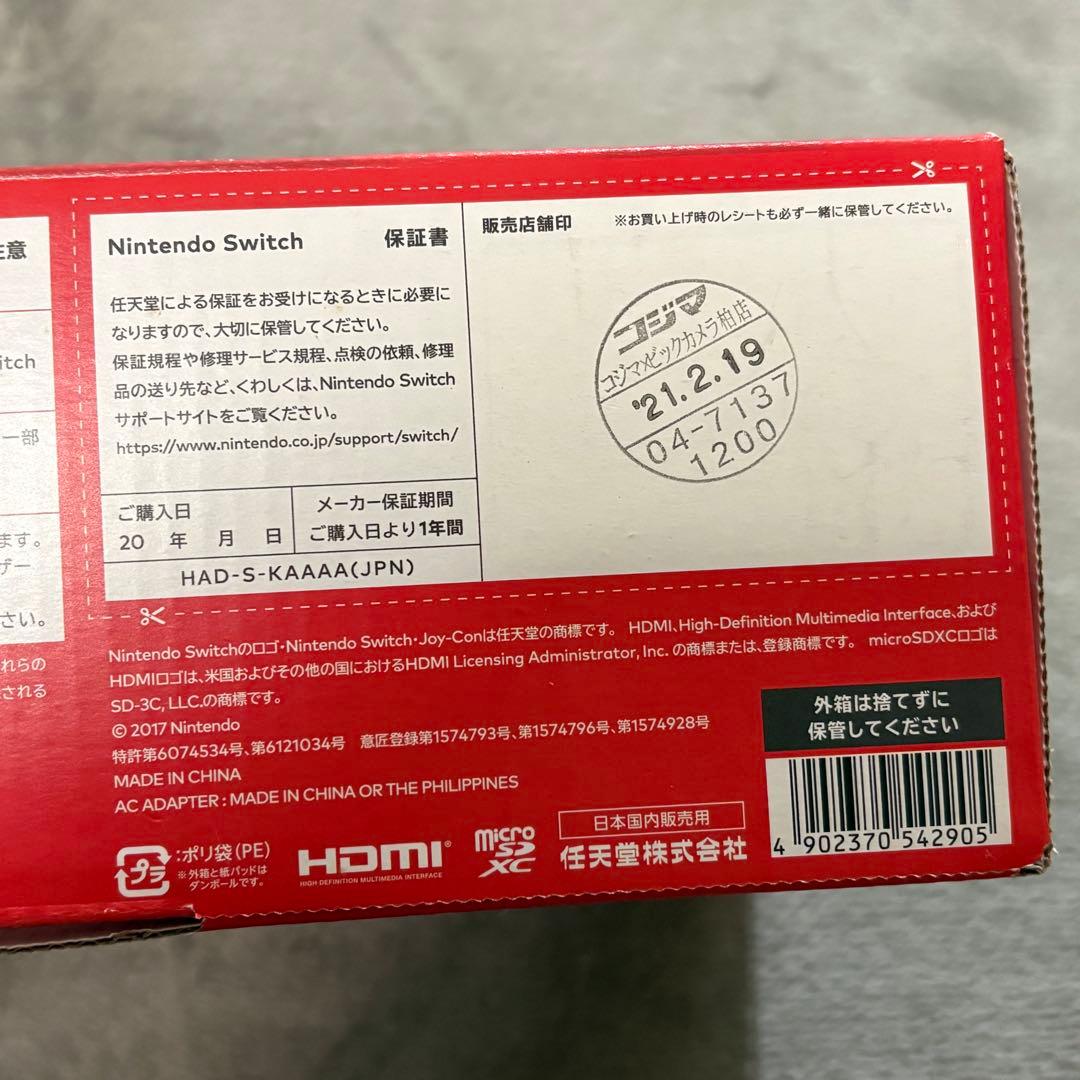 主意
itch
一部
ます。
ザー
さい。
れらの
される
Nintendo Switch 保証書
任天堂による保証をお受けになるときに必要に
なりますので、大切に保管してください。
保証規程や修理サービス規程、点検の依頼、修理
品の送り先など、くわしくは、Nintendo Switch
サポートサイトをご覧ください。
https://www.nintendo.co.jp/support/switch/
ご購入日
20 年 月 日
メーカー保証期間
ご購入日より1年間
HAD-S-KAAAA(JPN)
販売店舗印 ※お買い上げ時のレシートも必ず一緒に保管してください。
コジマ
コジマ×ビックカメラ柏店
'21.2.19
04-7137
1200
Nintendo Switchのロゴ・Nintendo Switch・Joy-Conは任天堂の商標です。 HDMI、High-Definition Multimedia Interface、および
HDMIロゴは、米国およびその他の国におけるHDMI Licensing Administrator, Inc. の商標または、登録商標です。 microSDXCロゴは
SD-3C, LLC.の商標です。
© 2017 Nintendo
特許第6074534号、第6121034号 意匠登録第1574793号、第1574796号、第1574928号
MADE IN CHINA
AC ADAPTER : MADE IN CHINA OR THE PHILIPPINES
プラ
:ポリ袋(PE)
※外箱と紙パッドは
ダンボールです。
HDMI®
HIGH-DEFINITION MULTIMEDIA INTERFACE
micro
SD
XC
日本国内販売用
任天堂株式会社
外箱は捨てずに
保管してください
4 902370 542905